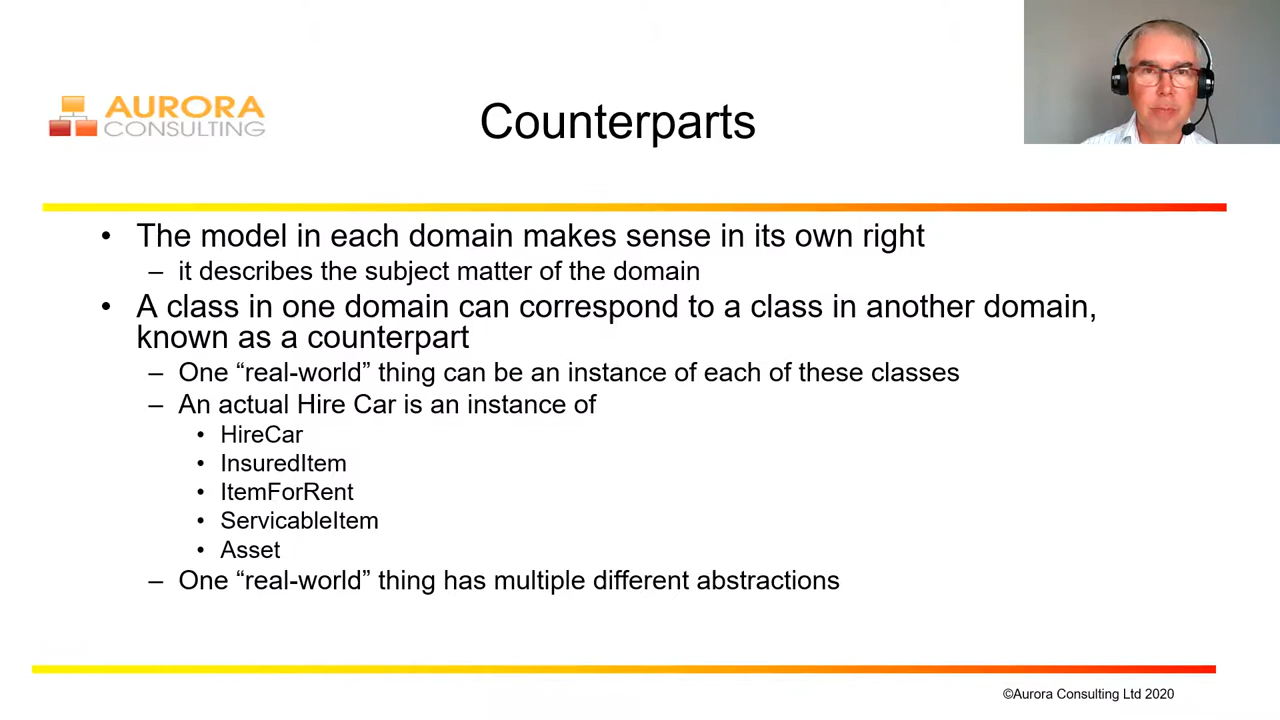 AURORA
CONSULTING
Counterparts
• The model in each domain makes sense in its own right
– it describes the subject matter of the domain
• A class in one domain can correspond to a class in another domain,
known as a counterpart
– One “real-world” thing can be an instance of each of these classes
– An actual Hire Car is an instance of
• HireCar
• InsuredItem
• ItemForRent
• ServicableItem
• Asset
– One “real-world” thing has multiple different abstractions
©Aurora Consulting Ltd 2020